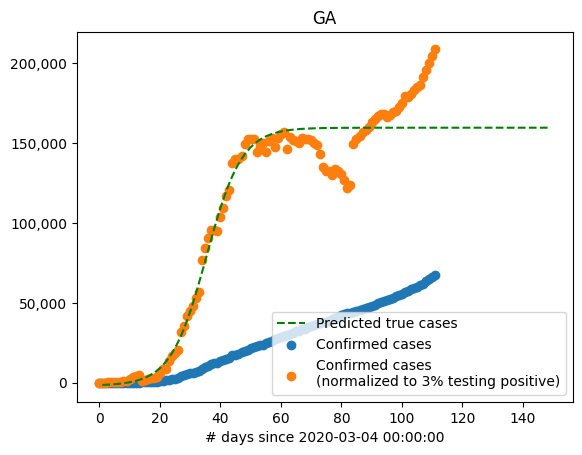 GA
200,000
150,000
100,000
50,000
0
Predicted true cases
Confirmed cases
Confirmed cases
(normalized to 3% testing positive)
0 20 40 60 80 100 120 140
# days since 2020-03-04 00:00:00